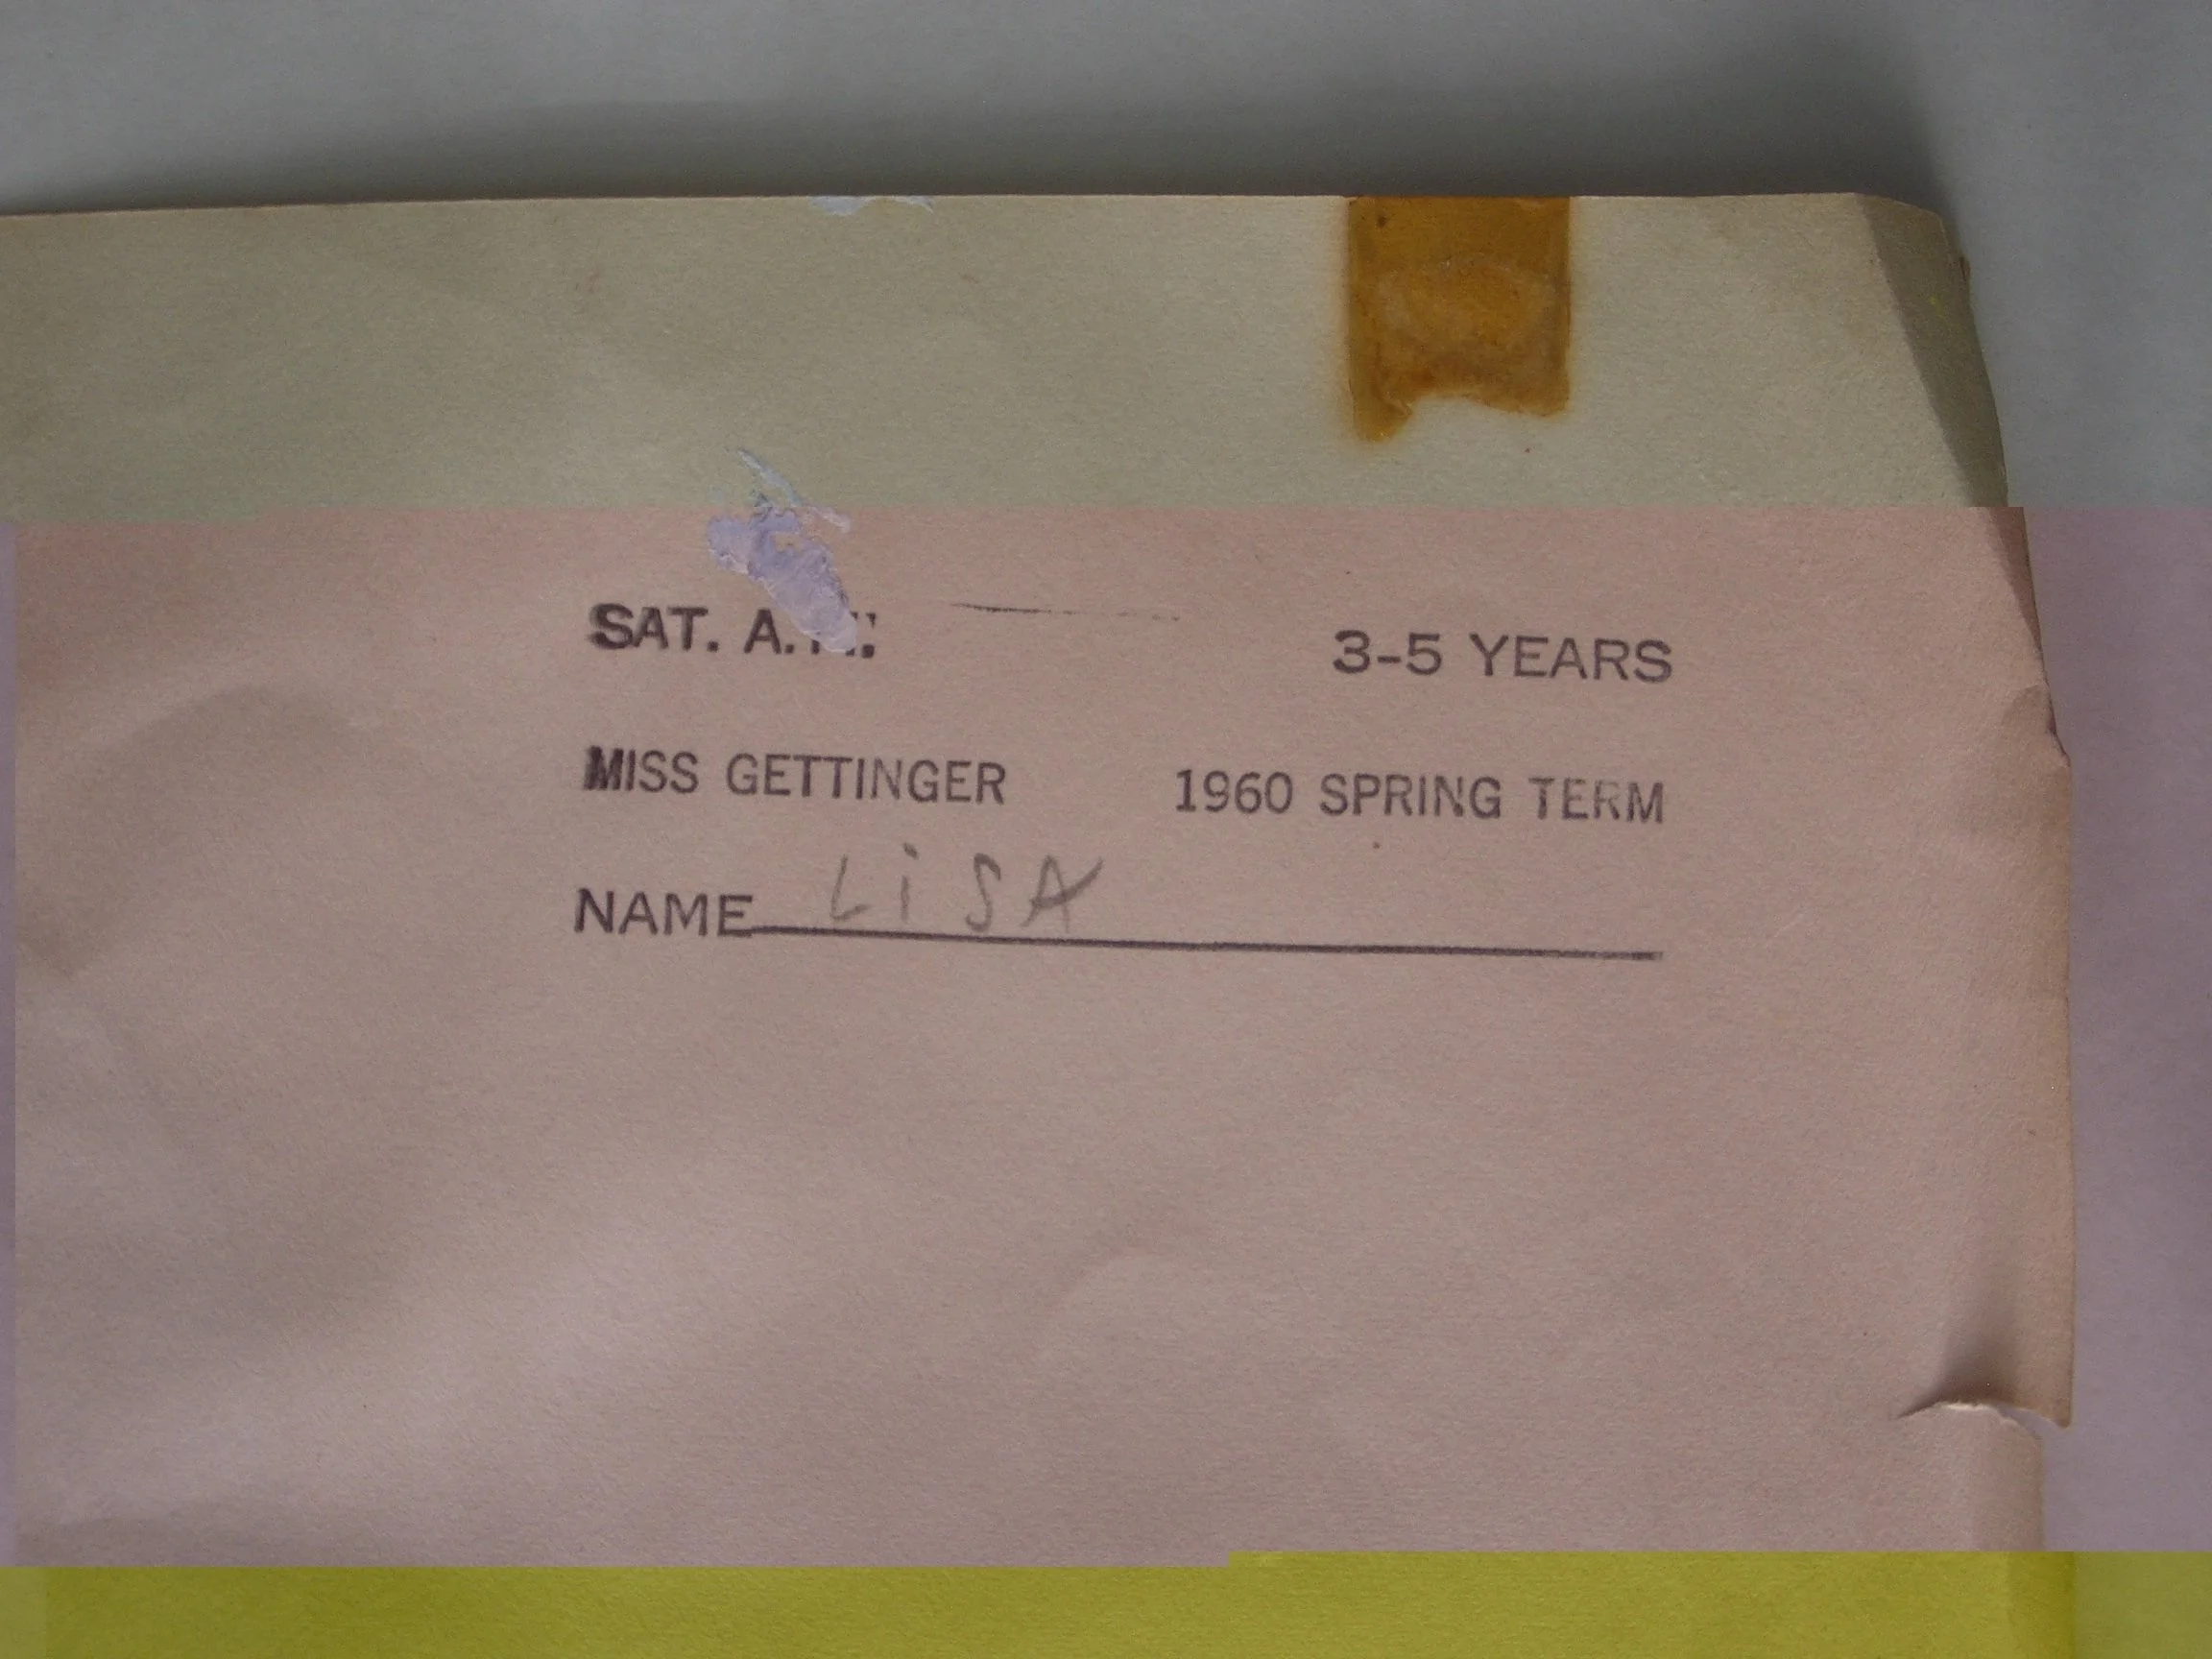 SAT. A. 3-5 YEARS
MISS GETTINGER 1960 SPRING TERM
NAME LiSA